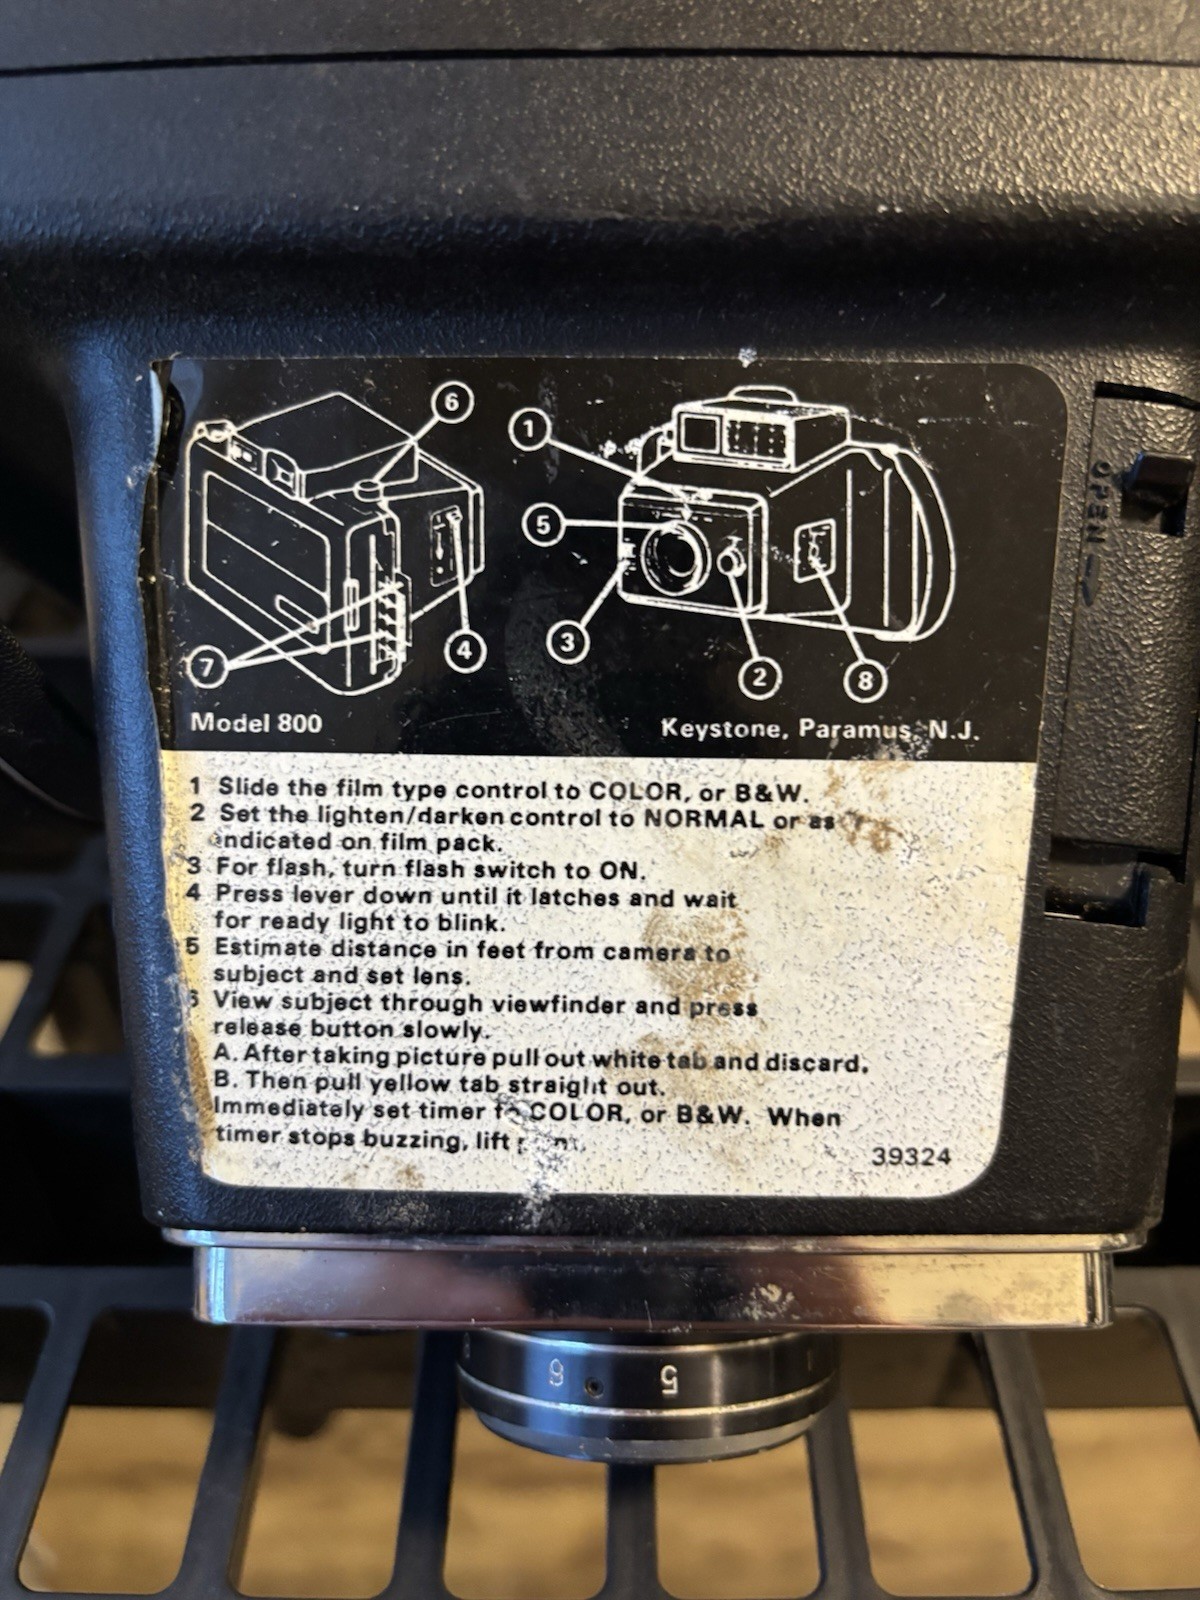 6
1
5
3
4
7
2
8
Model 800
Keystone, Paramus, N.J.
OPEN
1 Slide the film type control to COLOR, or B&W.
2 Set the lighten/darken control to NORMAL or as
indicated on film pack.
3 For flash, turn flash switch to ON.
4 Press lever down until it latches and wait
for ready light to blink.
5 Estimate distance in feet from camera to
subject and set lens.
6 View subject through viewfinder and press
release button slowly.
A. After taking picture pull out white tab and discard.
B. Then pull yellow tab straight out.
Immediately set timer to COLOR, or B&W. When
timer stops buzzing, lift
39324
6 5